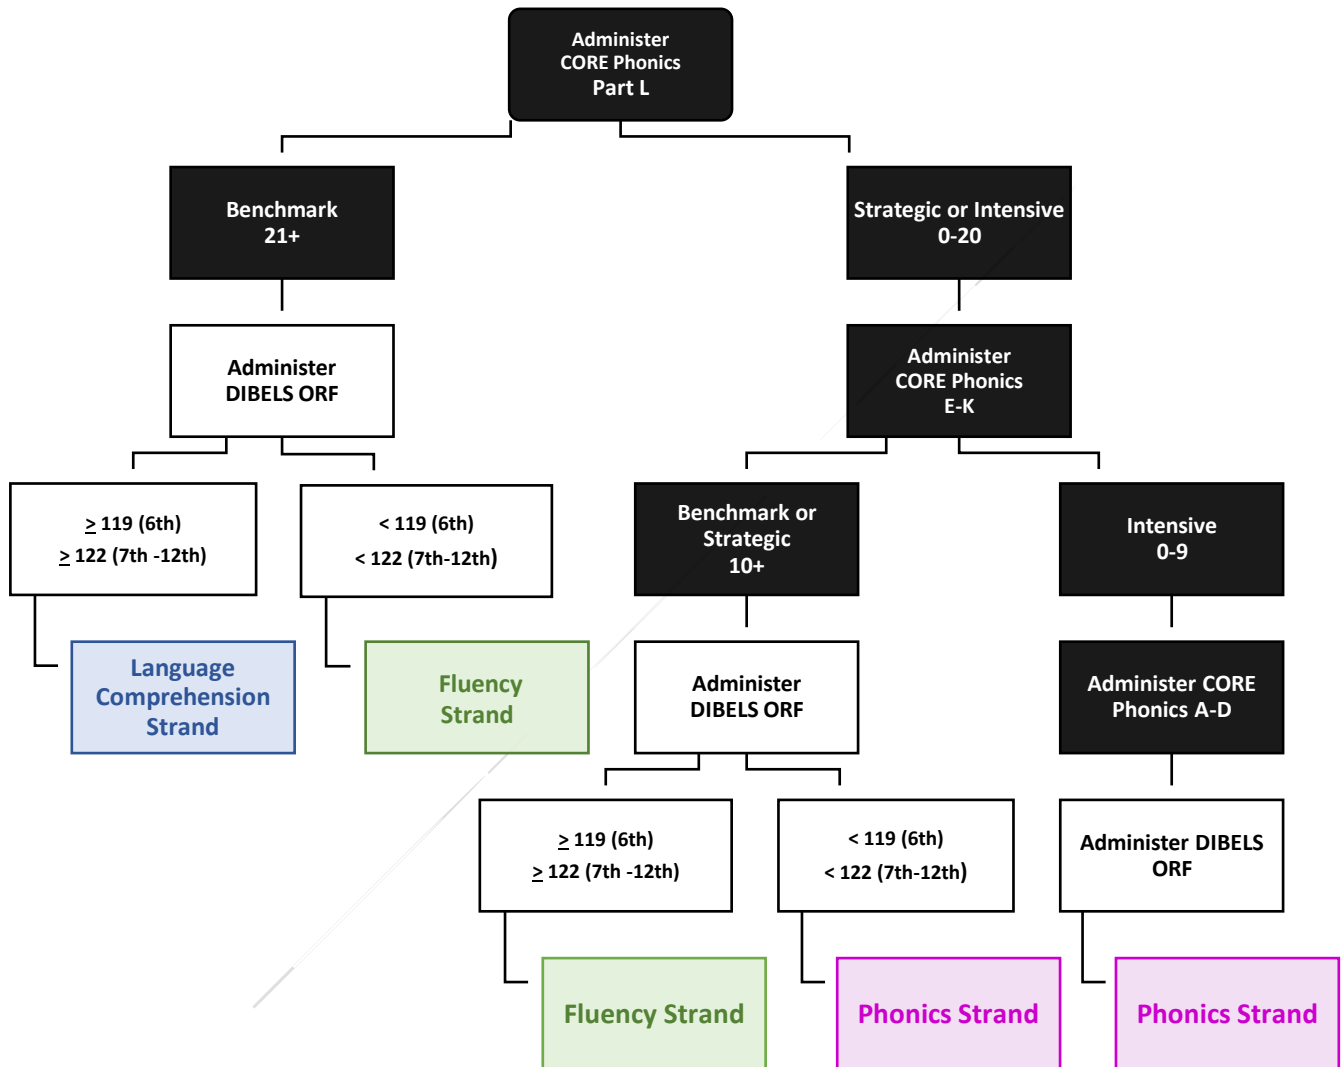 Administer
CORE Phonics
Part L
Benchmark
21+
Strategic or Intensive
0-20
Administer
DIBELS ORF
Administer
CORE Phonics
E-K
≥ 119 (6th)
≥ 122 (7th -12th)
< 119 (6th)
< 122 (7th-12th)
Benchmark or
Strategic
10+
Intensive
0-9
Language
Comprehension
Strand
Fluency
Strand
Administer
DIBELS ORF
Administer CORE
Phonics A-D
≥ 119 (6th)
≥ 122 (7th -12th)
< 119 (6th)
< 122 (7th-12th)
Administer DIBELS
ORF
Fluency Strand
Phonics Strand
Phonics Strand